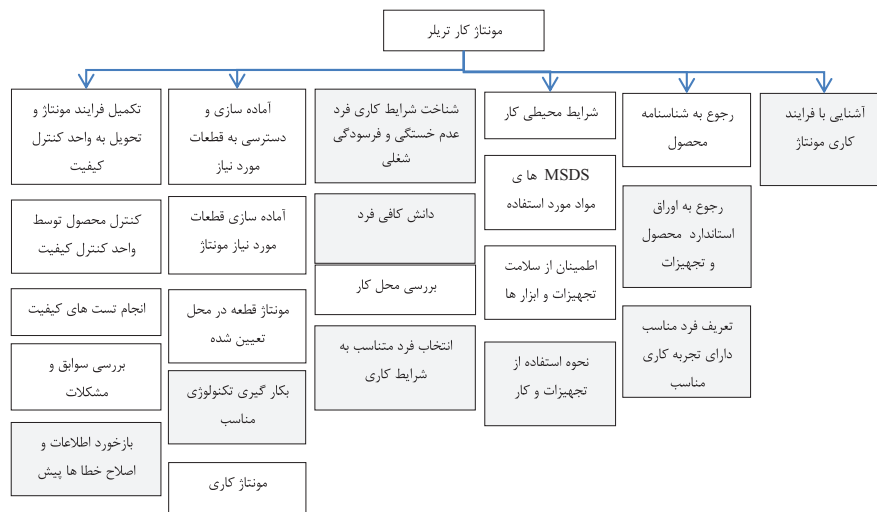 مونتاژ کار تریلر
آشنایی با فرایند
کاری مونتاژ
رجوع به شناسنامه
محصول
رجوع به اوراق
استاندارد محصول
و تجهیزات
تعریف فرد مناسب
دارای تجربه کاری
مناسب
شرایط محیطی کار
MSDS ها ی
مواد مورد استفاده
اطمینان از سلامت
تجهیزات و ابزار ها
نحوه استفاده از
تجهیزات و کار
شناخت شرایط کاری فرد
عدم خستگی و فرسودگی
شغلی
دانش کافی فرد
بررسی محل کار
انتخاب فرد متناسب به
شرایط کاری
آماده سازی و
دسترسی به قطعات
مورد نیاز
آماده سازی قطعات
مورد نیاز مونتاژ
مونتاژ قطعه در محل
تعیین شده
بکار گیری تکنولوژی
مناسب
مونتاژ کاری
تکمیل فرایند مونتاژ و
تحویل به واحد کنترل
کیفیت
کنترل محصول توسط
واحد کنترل کیفیت
انجام تست های کیفیت
بررسی سوابق و
مشکلات
بازخورد اطلاعات و
اصلاح خطا ها پیش